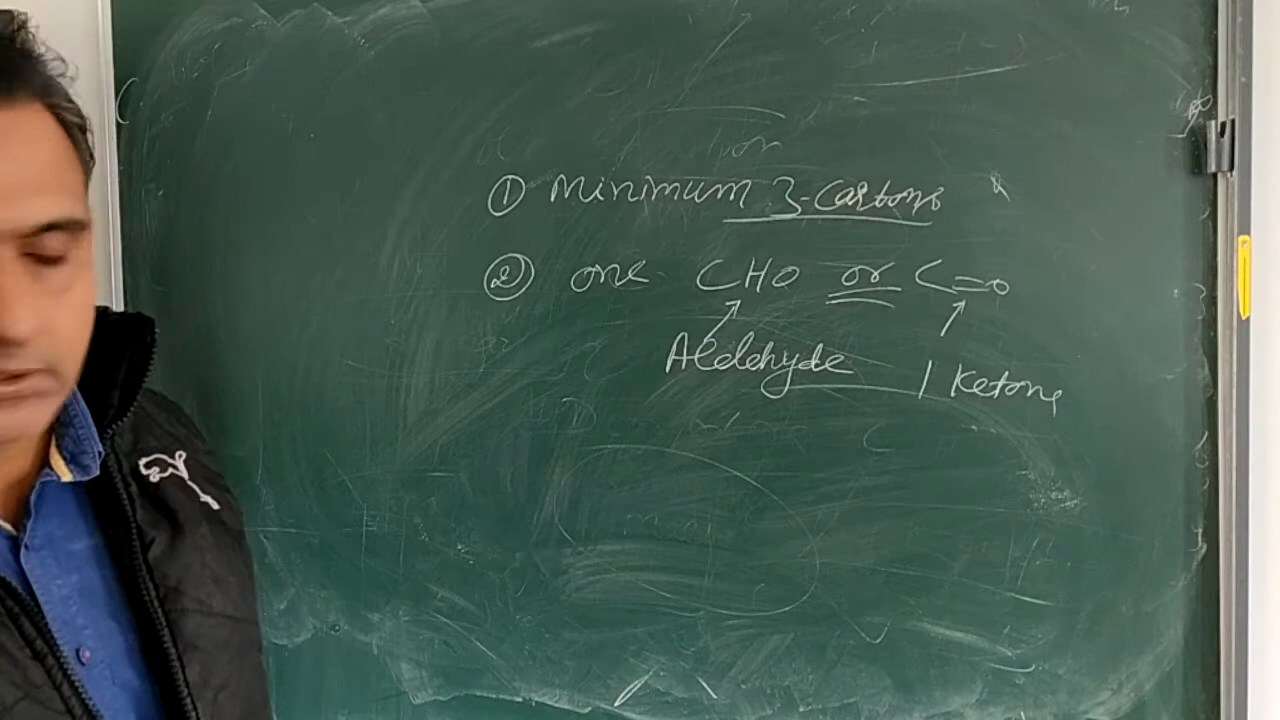 ① Minimum 3-Carbons
② one CHO or C=O
Aldehyde | Ketone